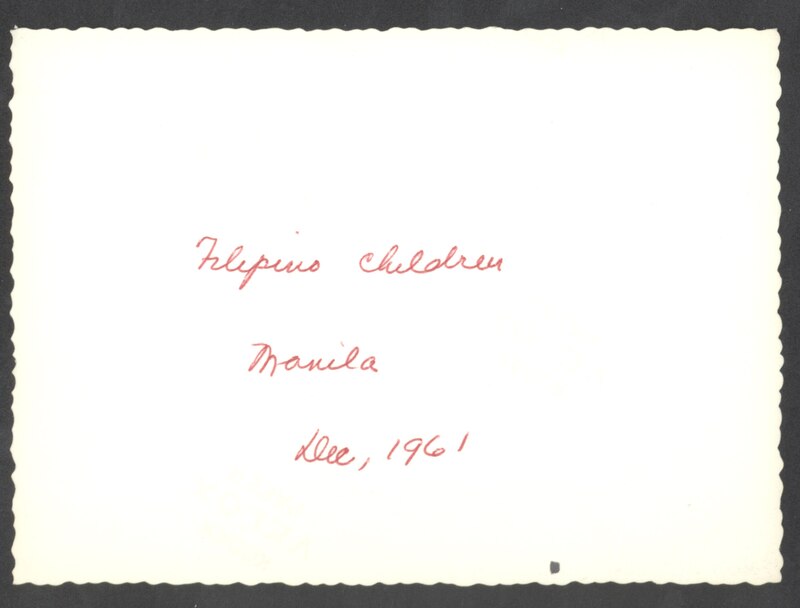 Filipino children
Manila
Dec, 1961